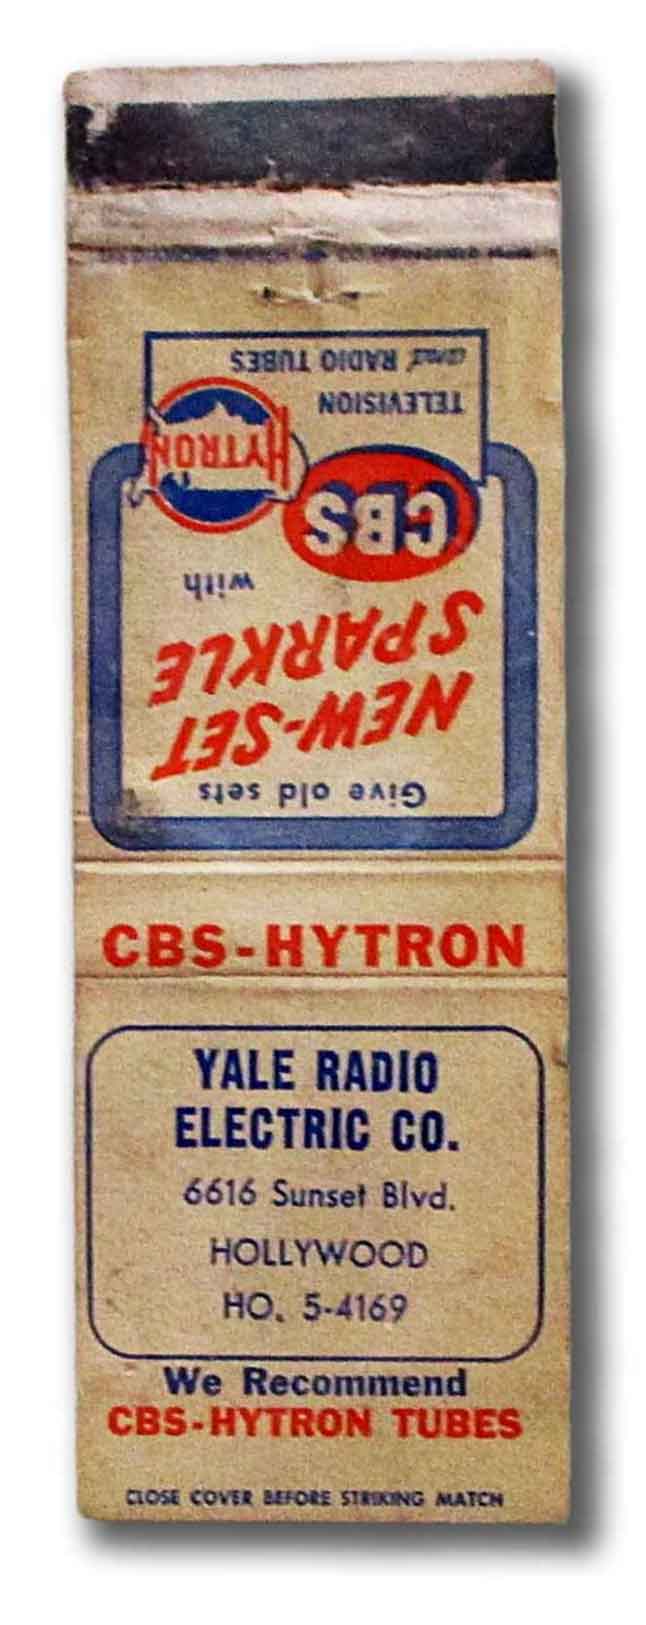 Give old sets
NEW-SET
SPARKLE
with
CBS
HYTRON
TELEVISION
and RADIO TUBES
CBS-HYTRON
YALE RADIO
ELECTRIC CO.
6616 Sunset Blvd.
HOLLYWOOD
HO. 5-4169
We Recommend
CBS-HYTRON TUBES
CLOSE COVER BEFORE STRIKING MATCH